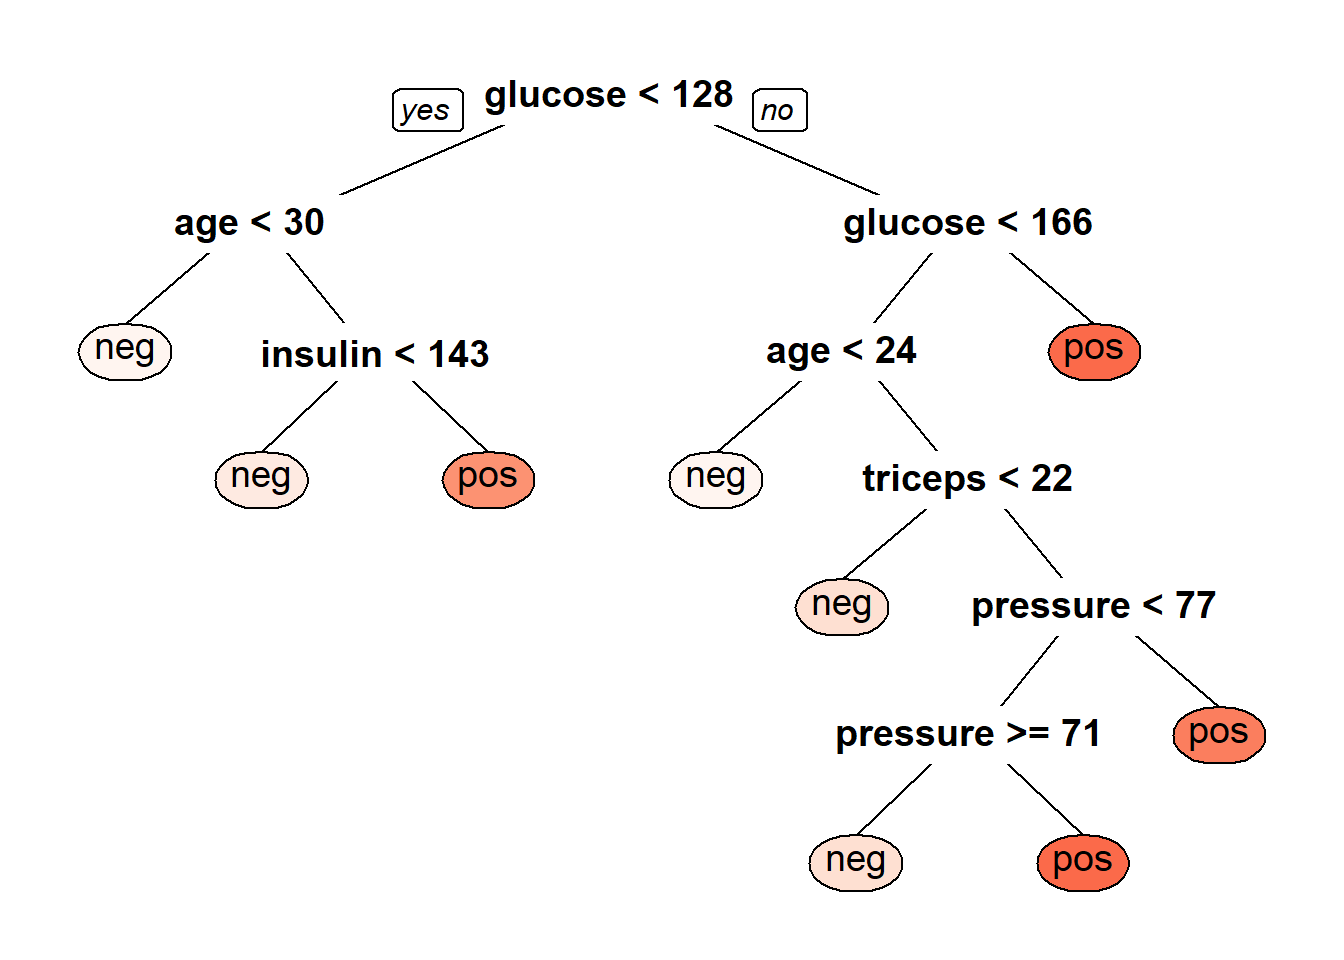 yes glucose < 128 no
age < 30 glucose < 166
neg insulin < 143 age < 24 pos
neg pos neg triceps < 22
neg pressure < 77
pressure >= 71 pos
neg pos